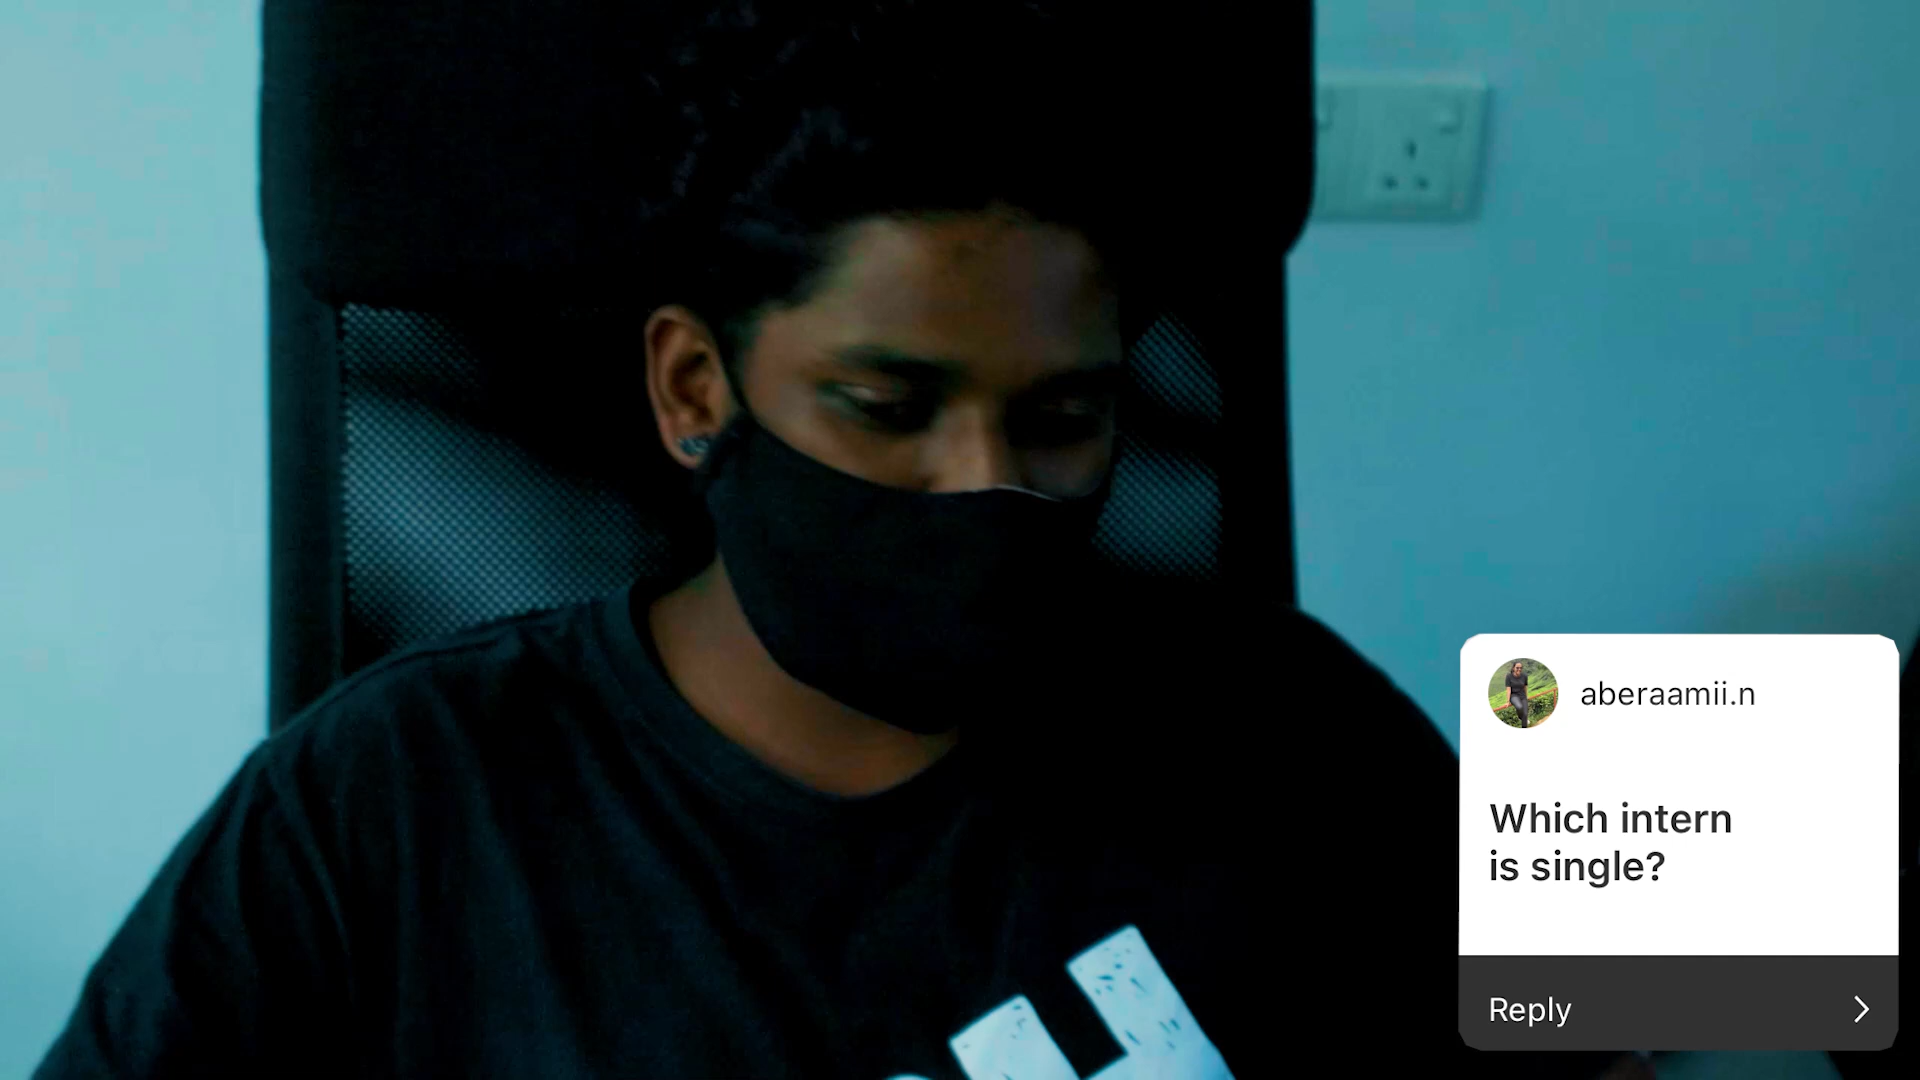 aberaamii.n
Which intern
is single?
Reply